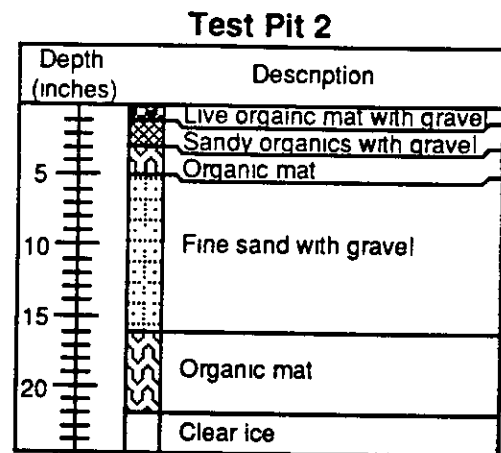 Test Pit 2
Depth
(inches)
Descnption
Live orgainc mat with gravel
Sandy organics with gravel
5
Organic mat
10
Fine sand with gravel
15
Organic mat
20
Clear ice